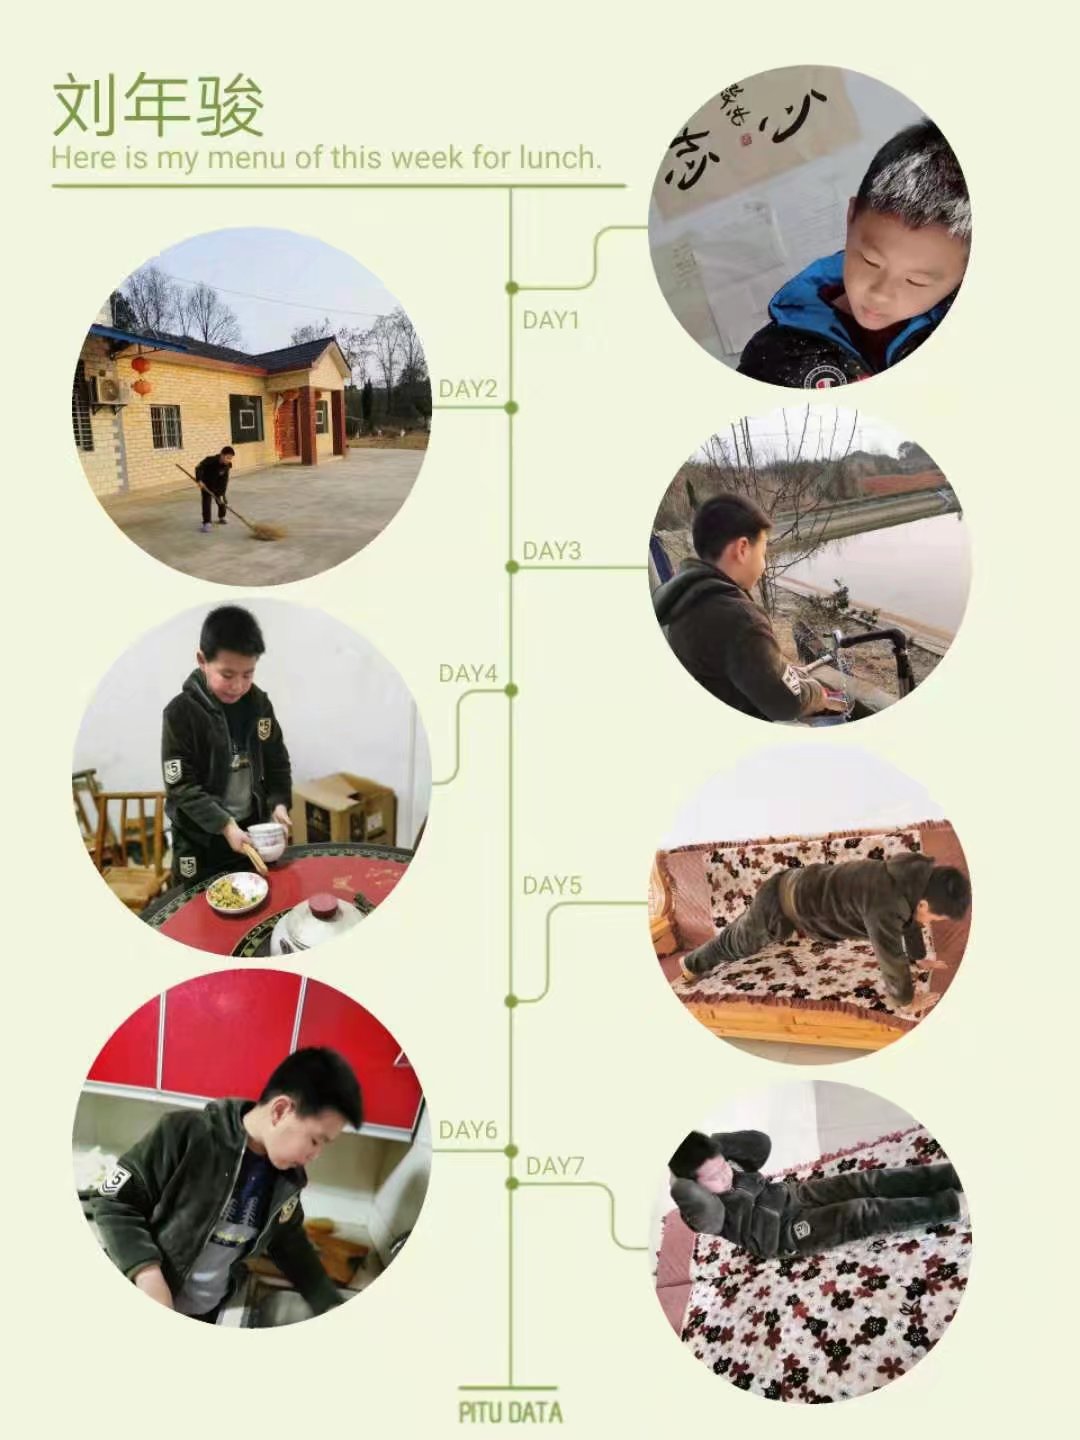 刘年骏
Here is my menu of this week for lunch.
DAY1
DAY2
DAY3
DAY4
DAY5
DAY6
DAY7
PITU DATA